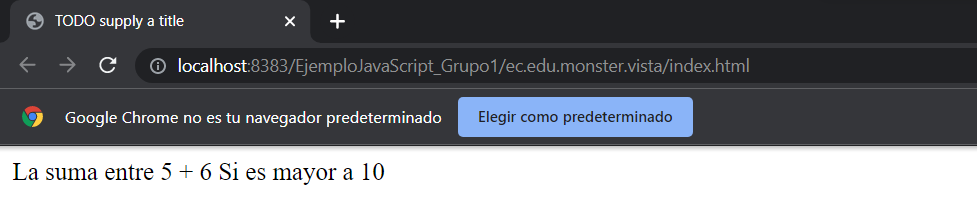 TODO supply a title
localhost:8383/EjemploJavaScript_Grupo1/ec.edu.monster.vista/index.html
Google Chrome no es tu navegador predeterminado Elegir como predeterminado
La suma entre 5 + 6 Si es mayor a 10